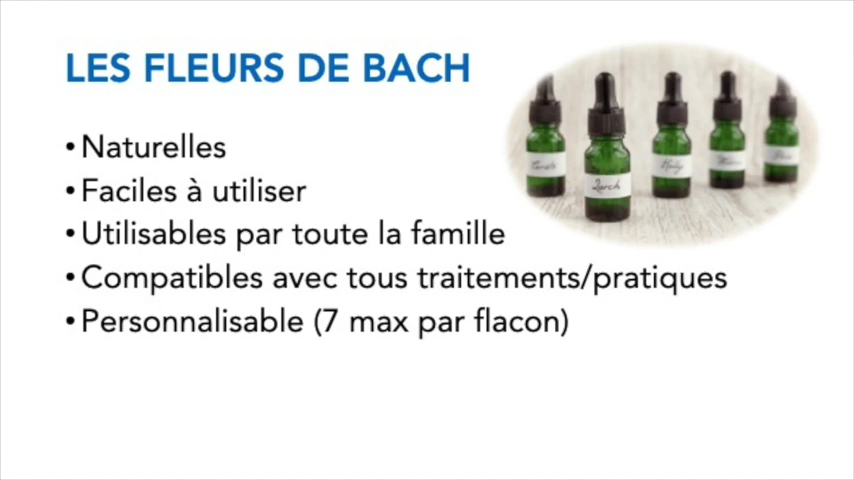 LES FLEURS DE BACH
• Naturelles
• Faciles à utiliser
• Utilisables par toute la famille
• Compatibles avec tous traitements/pratiques
• Personnalisable (7 max par flacon)
Larch
Holly